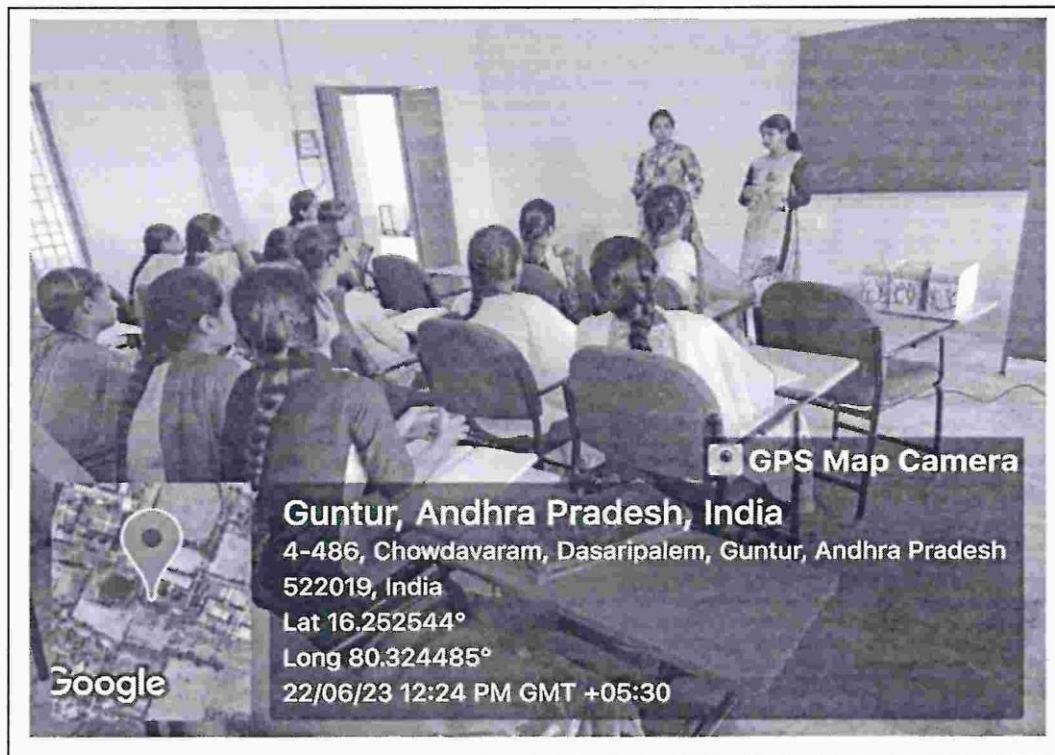 GPS Map Camera
Guntur, Andhra Pradesh, India
4-486, Chowdavaram, Dasaripalem, Guntur, Andhra Pradesh
522019, India
Lat 16.252544°
Long 80.324485°
22/06/23 12:24 PM GMT +05:30
Google